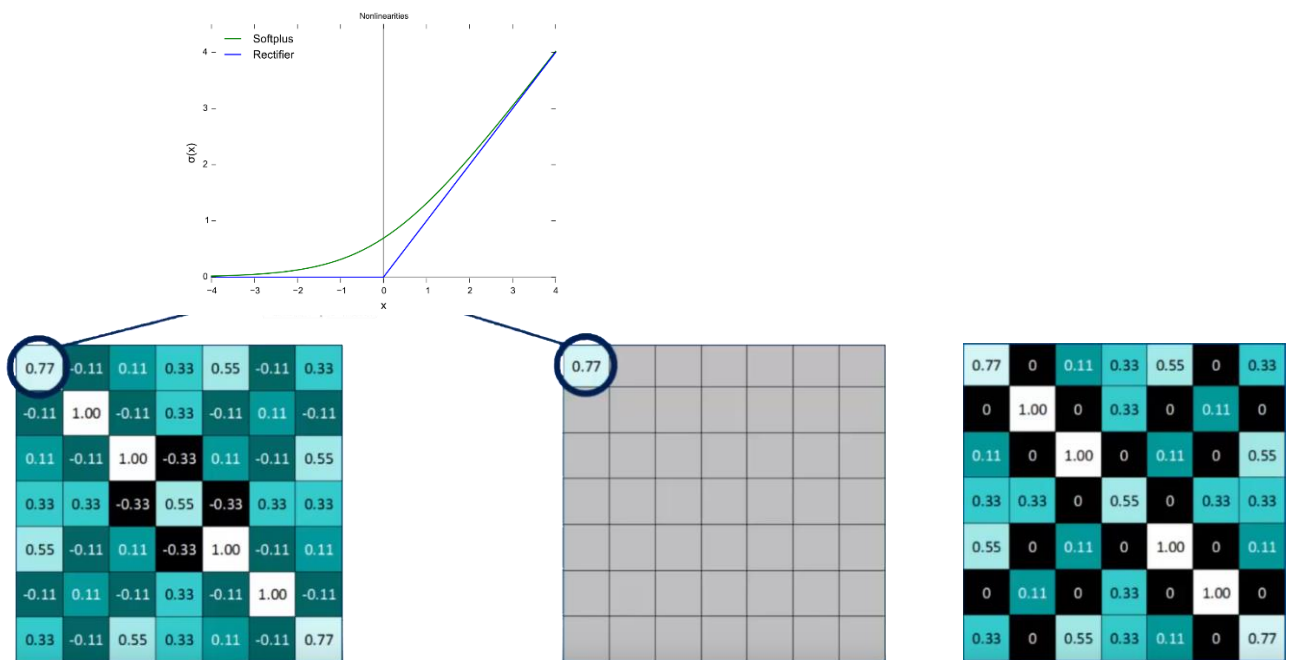 Nonlinearities
Softplus
Rectifier
4
3
2
1
0
σ(x)
−4 −3 −2 −1 0 1 2 3 4
x
0.77 -0.11 0.11 0.33 0.55 -0.11 0.33
-0.11 1.00 -0.11 0.33 -0.11 0.11 -0.11
0.11 -0.11 1.00 -0.33 0.11 -0.11 0.55
0.33 0.33 -0.33 0.55 -0.33 0.33 0.33
0.55 -0.11 0.11 -0.33 1.00 -0.11 0.11
-0.11 0.11 -0.11 0.33 -0.11 1.00 -0.11
0.33 -0.11 0.55 0.33 0.11 -0.11 0.77
0.77
0.77 0 0.11 0.33 0.55 0 0.33
0 1.00 0 0.33 0 0.11 0
0.11 0 1.00 0 0.11 0 0.55
0.33 0.33 0 0.55 0 0.33 0.33
0.55 0 0.11 0 1.00 0 0.11
0 0.11 0 0.33 0 1.00 0
0.33 0 0.55 0.33 0.11 0 0.77